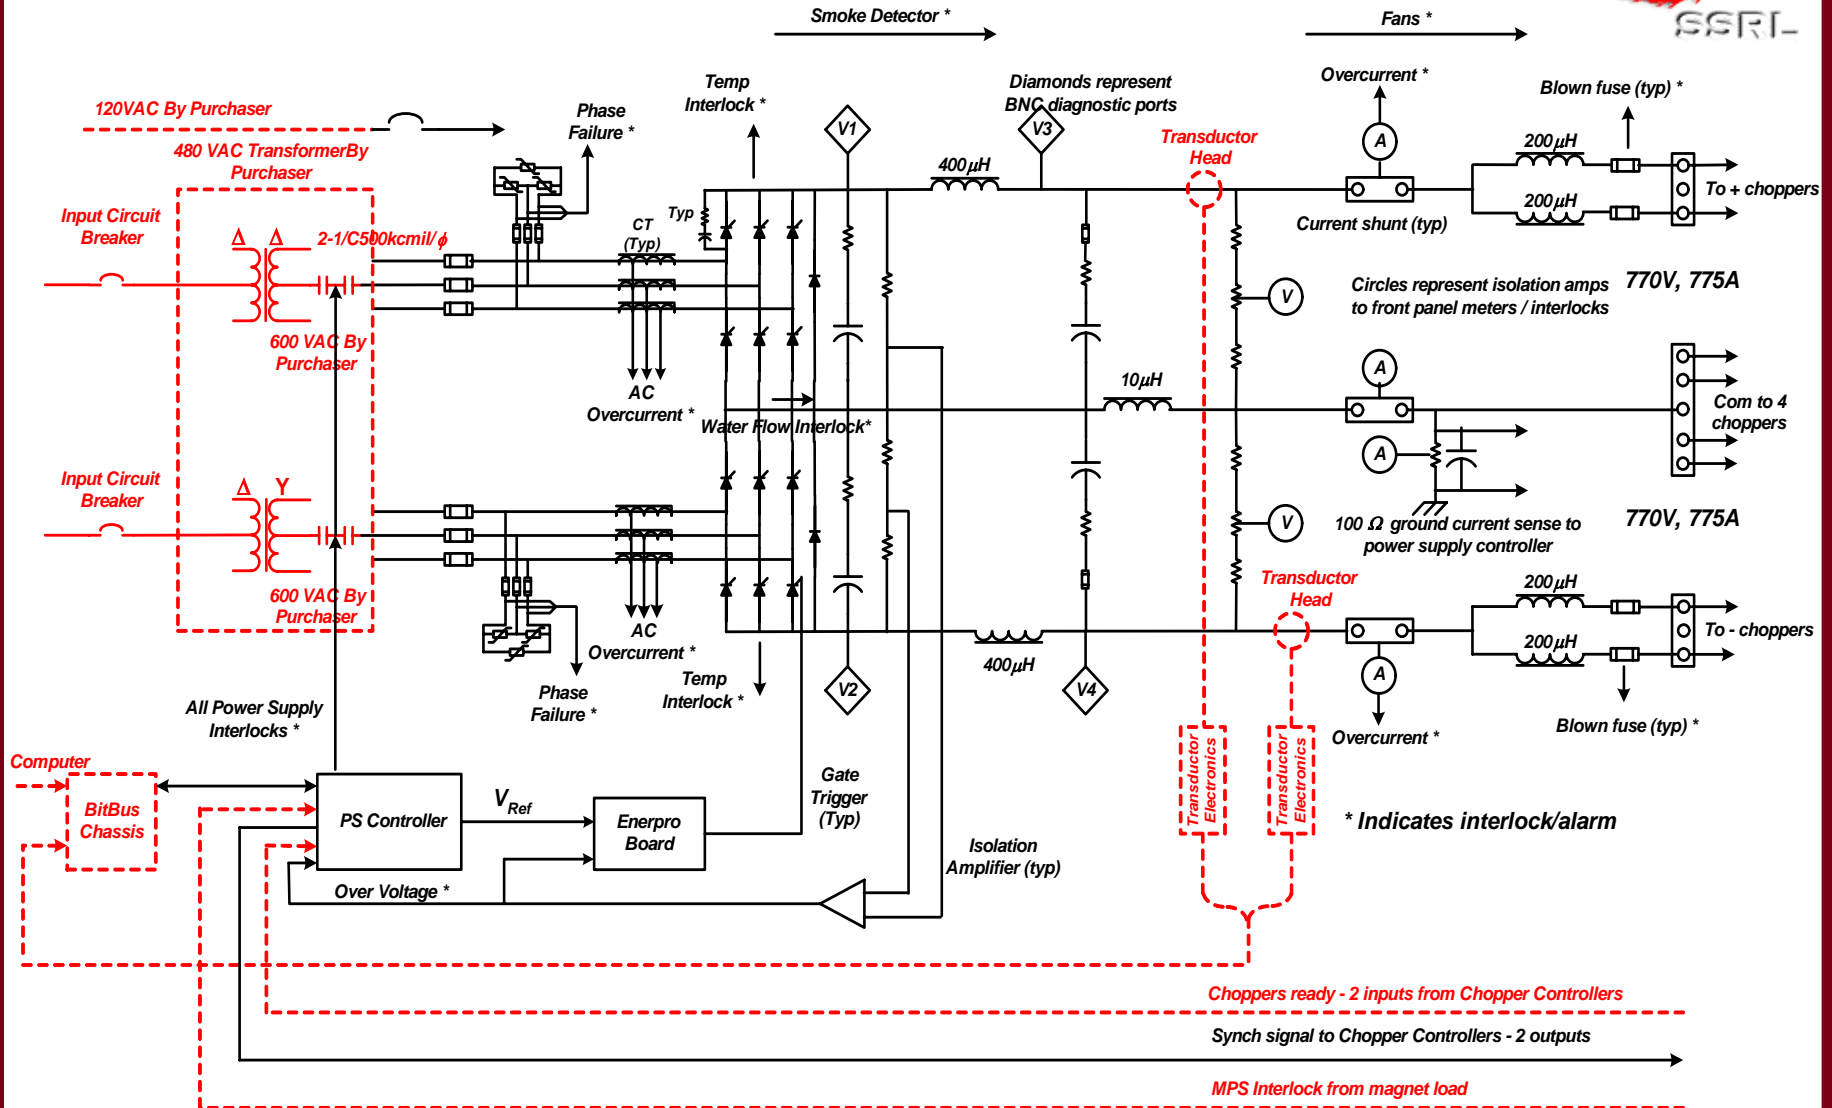 Smoke Detector *
Fans *
SSRL
Temp
Interlock *
Diamonds represent
BNC diagnostic ports
Overcurrent *
Blown fuse (typ) *
120VAC By Purchaser
Phase
Failure *
V1
V3
Transductor
Head
A
200μH
480 VAC TransformerBy
Purchaser
400μH
To + choppers
Input Circuit
Breaker
Δ Δ
2-1/C500kcmil/ϕ
CT
(Typ)
Typ
200μH
Current shunt (typ)
Circles represent isolation amps
to front panel meters / interlocks
770V, 775A
V
600 VAC By
Purchaser
AC
Overcurrent *
Water Flow Interlock*
10μH
A
Com to 4
choppers
A
Input Circuit
Breaker
Δ Y
V
100 Ω ground current sense to
power supply controller
770V, 775A
600 VAC By
Purchaser
AC
Overcurrent *
Transductor
Head
200μH
To - choppers
200μH
400μH
Temp
Interlock *
V2
V4
A
Phase
Failure *
All Power Supply
Interlocks *
Overcurrent *
Blown fuse (typ) *
Computer
BitBus
Chassis
PS Controller
VRef
Enerpro
Board
Gate
Trigger
(Typ)
Transductor
Electronics
Transductor
Electronics
* Indicates interlock/alarm
Isolation
Amplifier (typ)
Over Voltage *
Choppers ready - 2 inputs from Chopper Controllers
Synch signal to Chopper Controllers - 2 outputs
MPS Interlock from magnet load